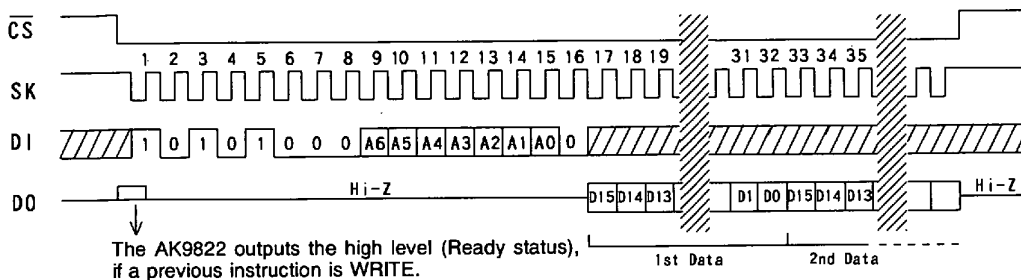 CS
1 2 3 4 5 6 7 8 9 10 11 12 13 14 15 16 17 18 19 31 32 33 34 35
SK
DI 1 0 1 0 1 0 0 0 A6 A5 A4 A3 A2 A1 A0 0
DO Hi-Z D15 D14 D13 D1 D0 D15 D14 D13 Hi-Z
The AK9822 outputs the high level (Ready status),
if a previous instruction is WRITE.
1st Data 2nd Data